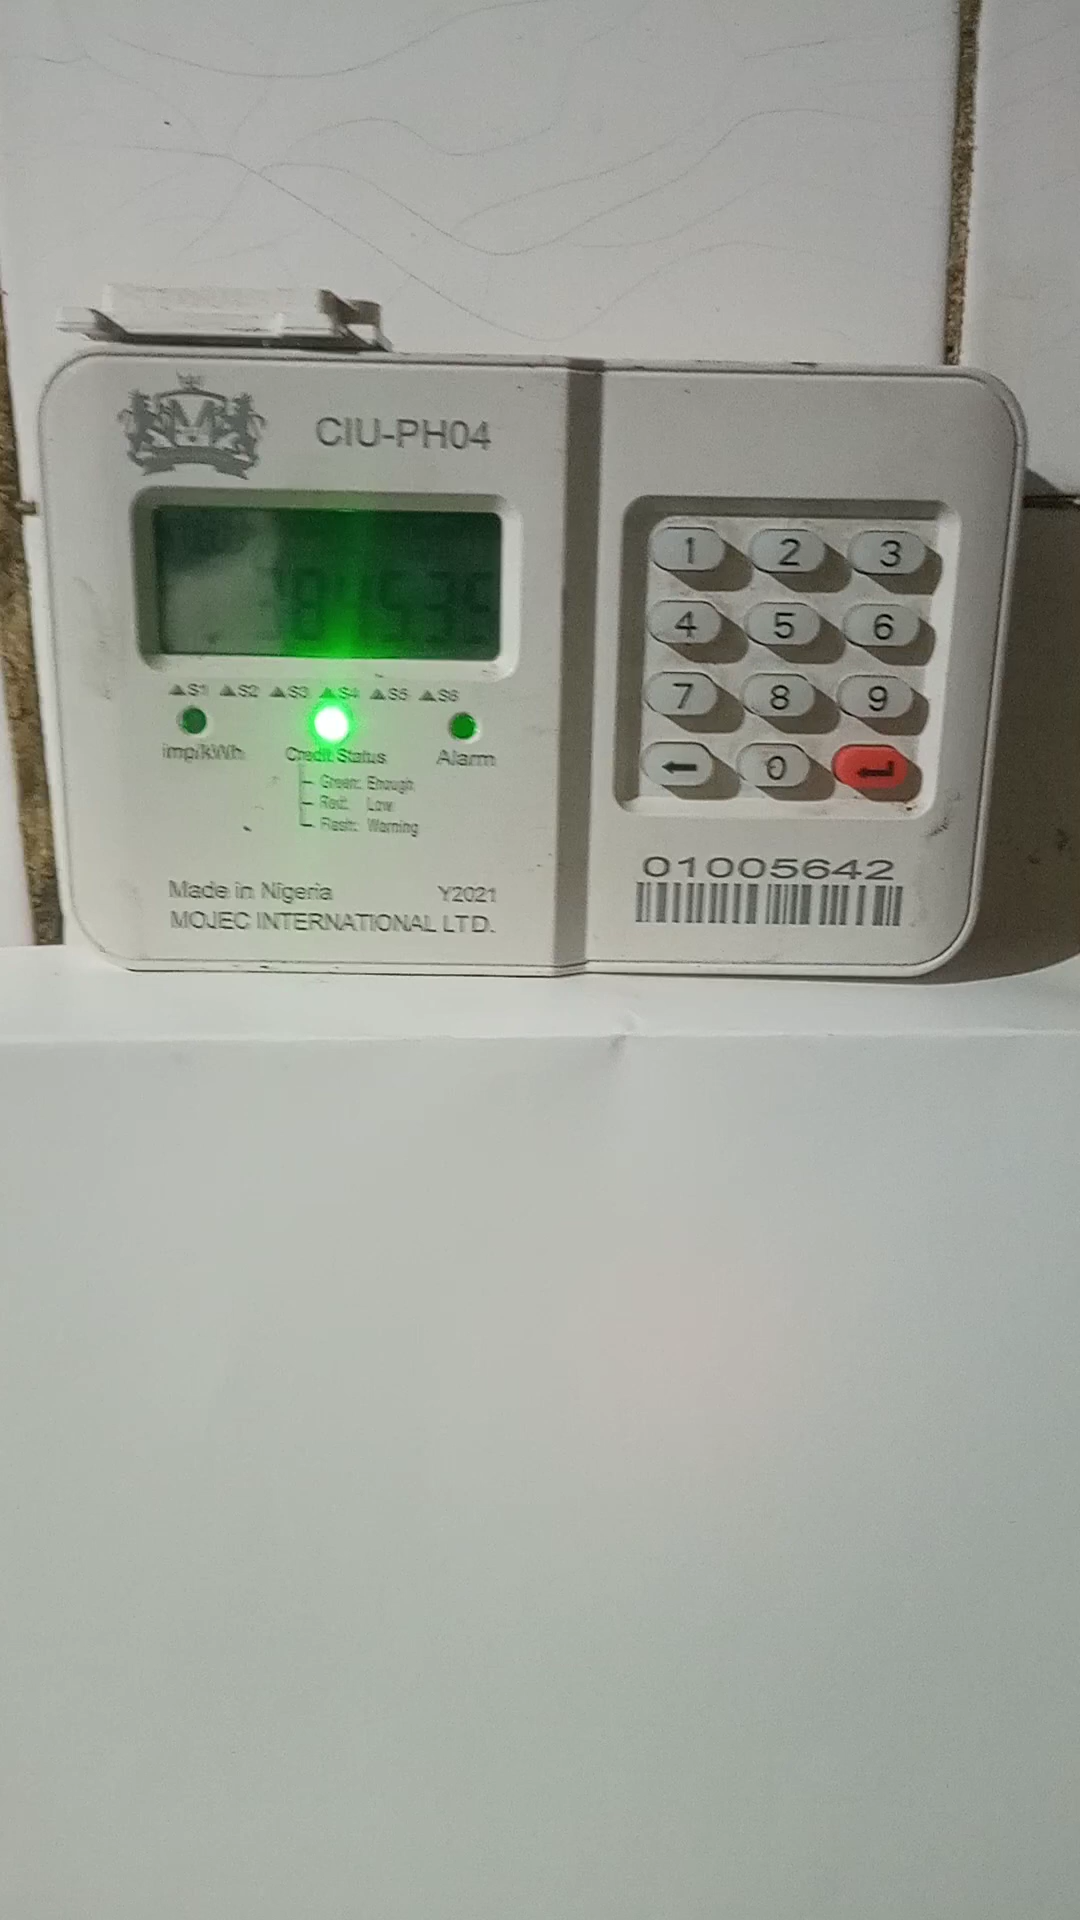 CIU-PH04
▲S1 ▲S2 ▲S3 ▲S4 ▲S5 ▲S6
imp/kWh Credit Status Alarm
Green: Enough
Red: Low
Flash: Warning
Made in Nigeria Y2021
MOJEC INTERNATIONAL LTD.
1 2 3
4 5 6
7 8 9
0
01005642